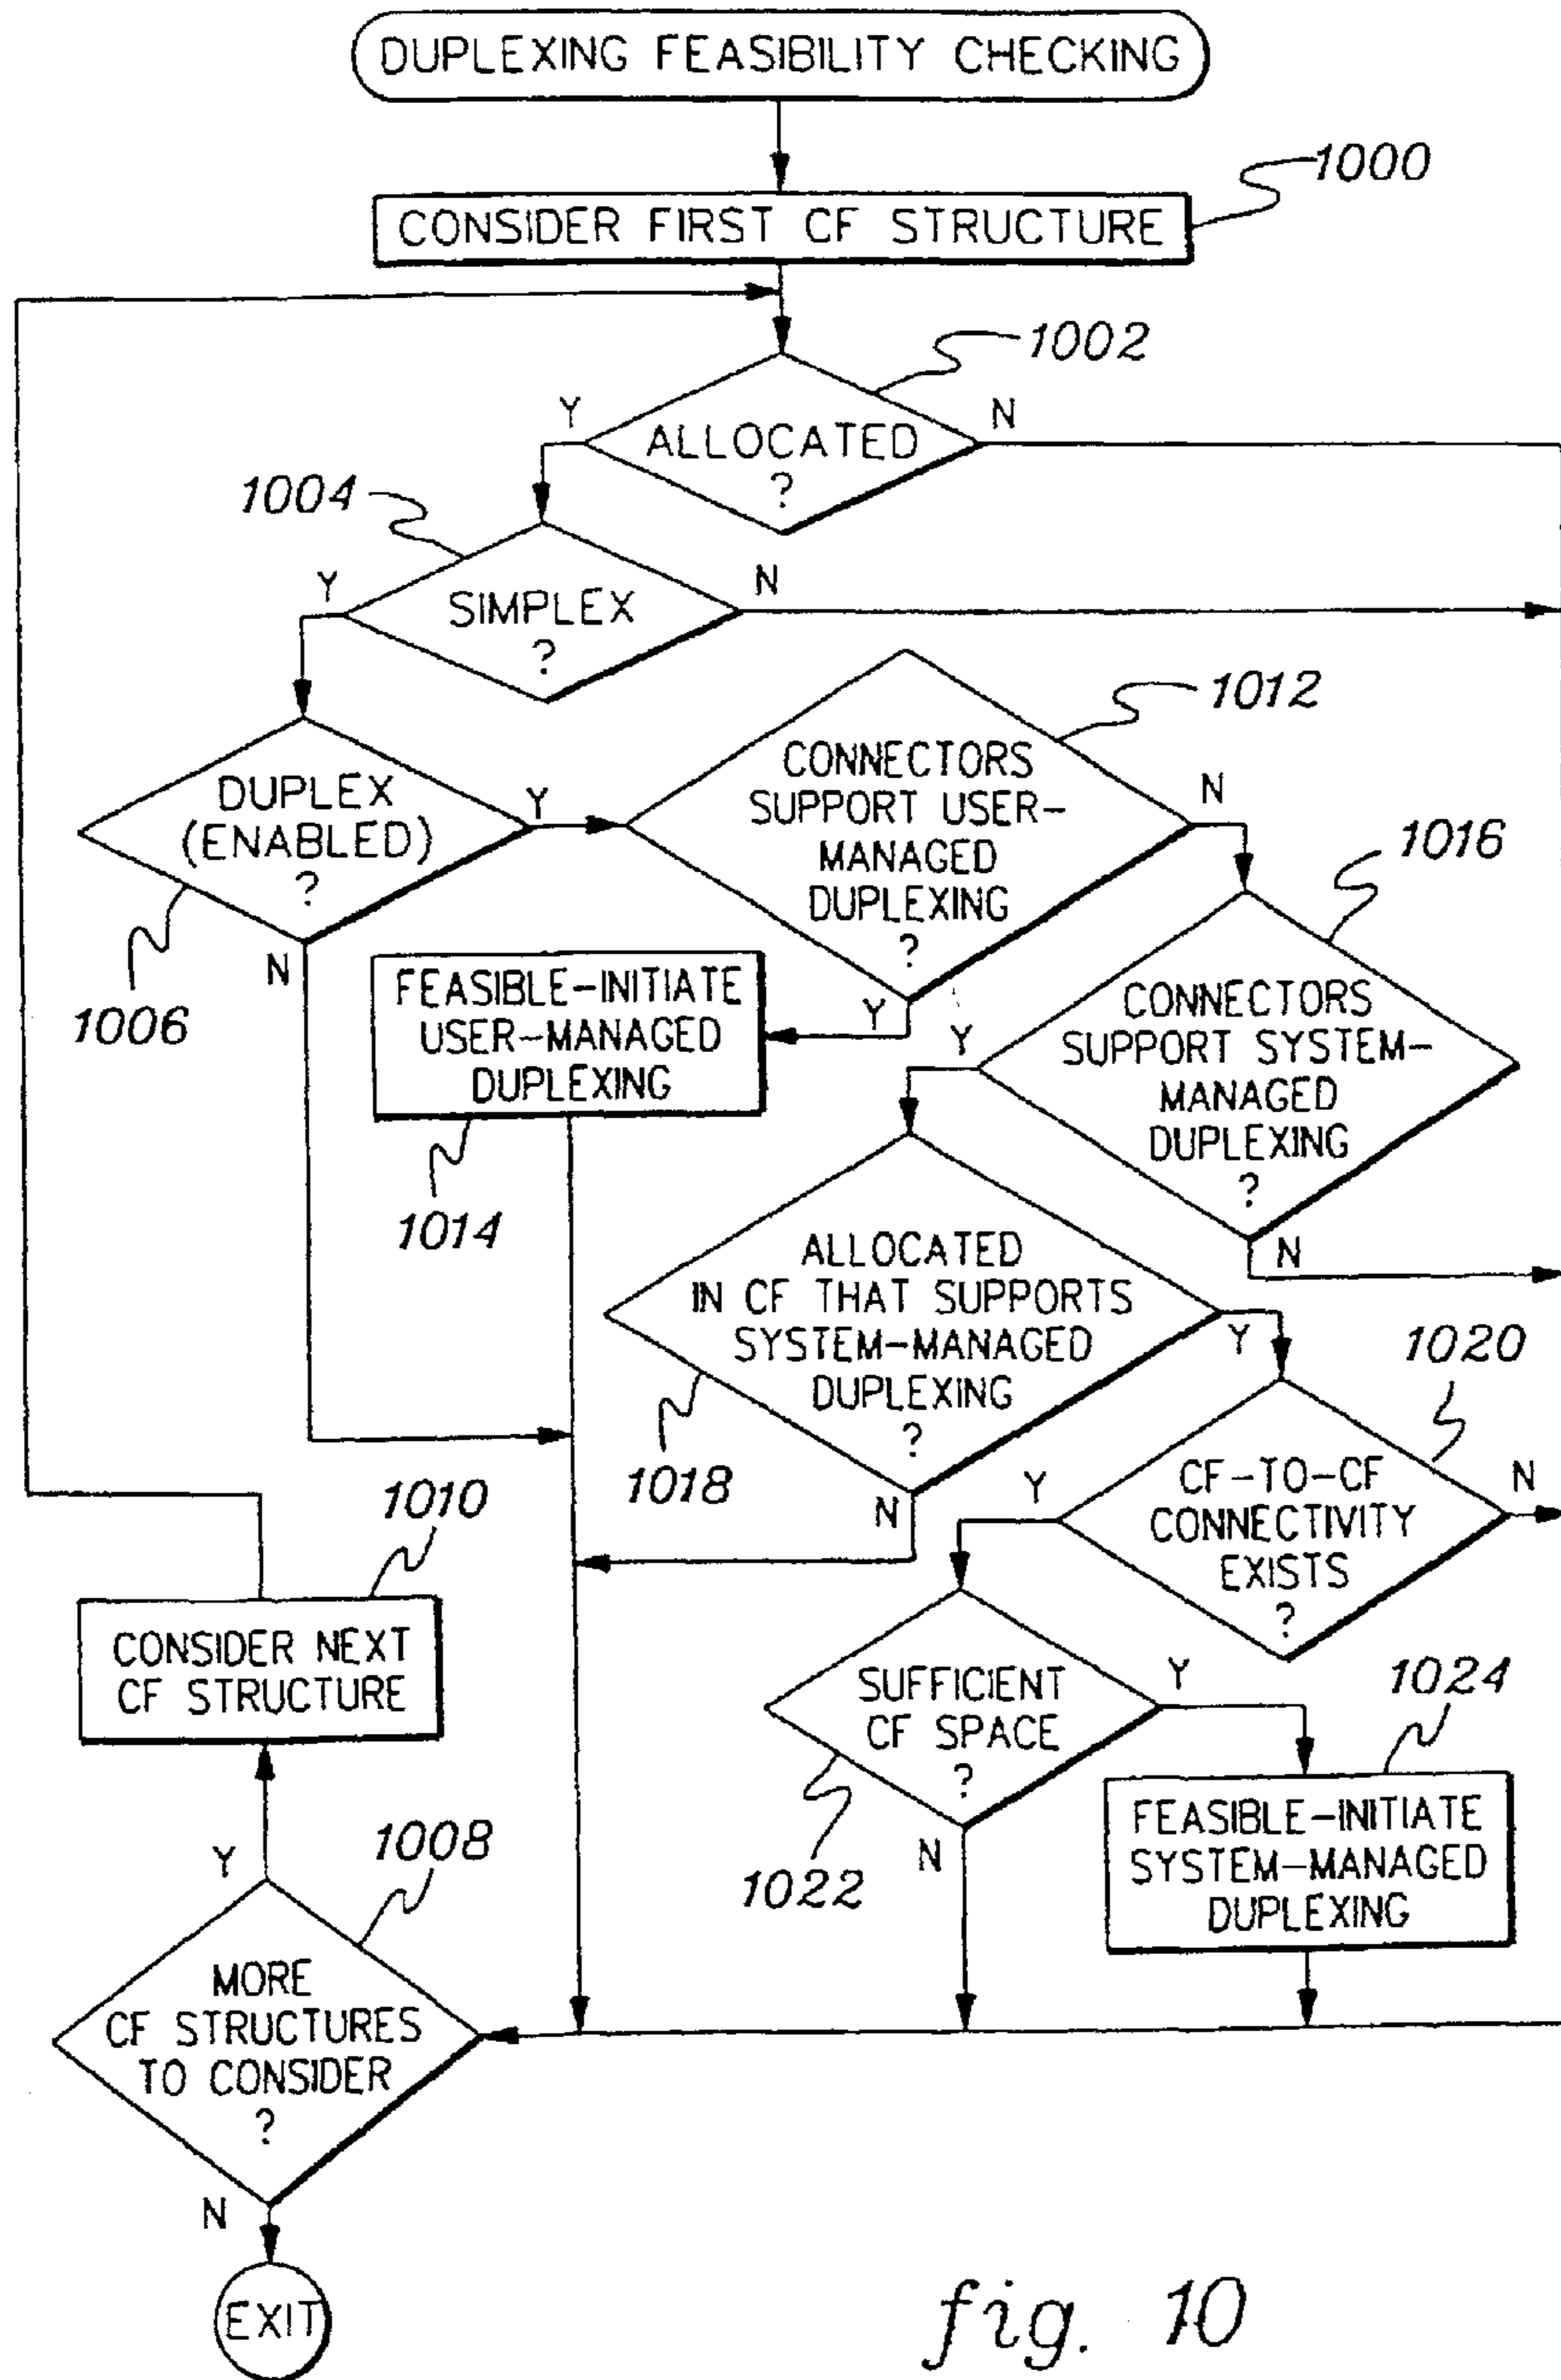 DUPLEXING FEASIBILITY CHECKING
1000
CONSIDER FIRST CF STRUCTURE
1002
Y
N
ALLOCATED
?
1004
Y
N
SIMPLEX
?
1012
DUPLEX
(ENABLED)
?
Y
N
1006
CONNECTORS
SUPPORT USER-
MANAGED
DUPLEXING
?
N
Y
1016
FEASIBLE-INITIATE
USER-MANAGED
DUPLEXING
1014
CONNECTORS
SUPPORT SYSTEM-
MANAGED
DUPLEXING
?
Y
N
ALLOCATED
IN CF THAT SUPPORTS
SYSTEM-MANAGED
DUPLEXING
?
Y
N
1018
1020
CF-TO-CF
CONNECTIVITY
EXISTS
?
Y
N
1010
CONSIDER NEXT
CF STRUCTURE
SUFFICIENT
CF SPACE
?
Y
N
1022
1024
FEASIBLE-INITIATE
SYSTEM-MANAGED
DUPLEXING
1008
Y
MORE
CF STRUCTURES
TO CONSIDER
?
N
EXIT
fig. 10